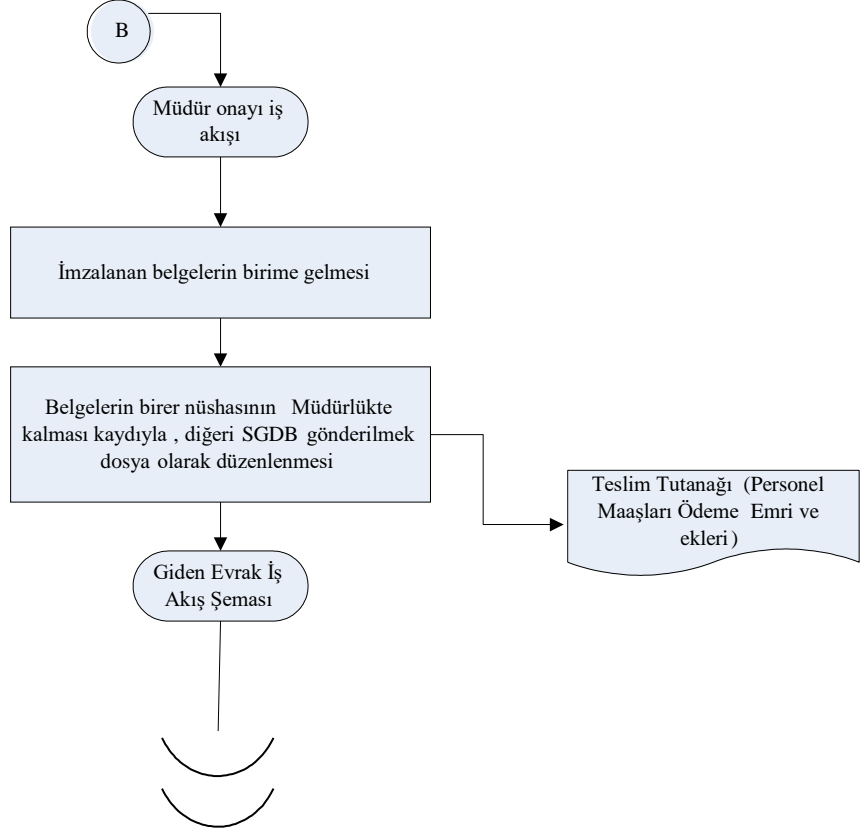 B
Müdür onayı iş
akışı
İmzalanan belgelerin birime gelmesi
Belgelerin birer nüshasının Müdürlükte
kalması kaydıyla , diğeri SGDB gönderilmek
dosya olarak düzenlenmesi
Teslim Tutanağı (Personel
Maaşları Ödeme Emri ve
ekleri )
Giden Evrak İş
Akış Şeması